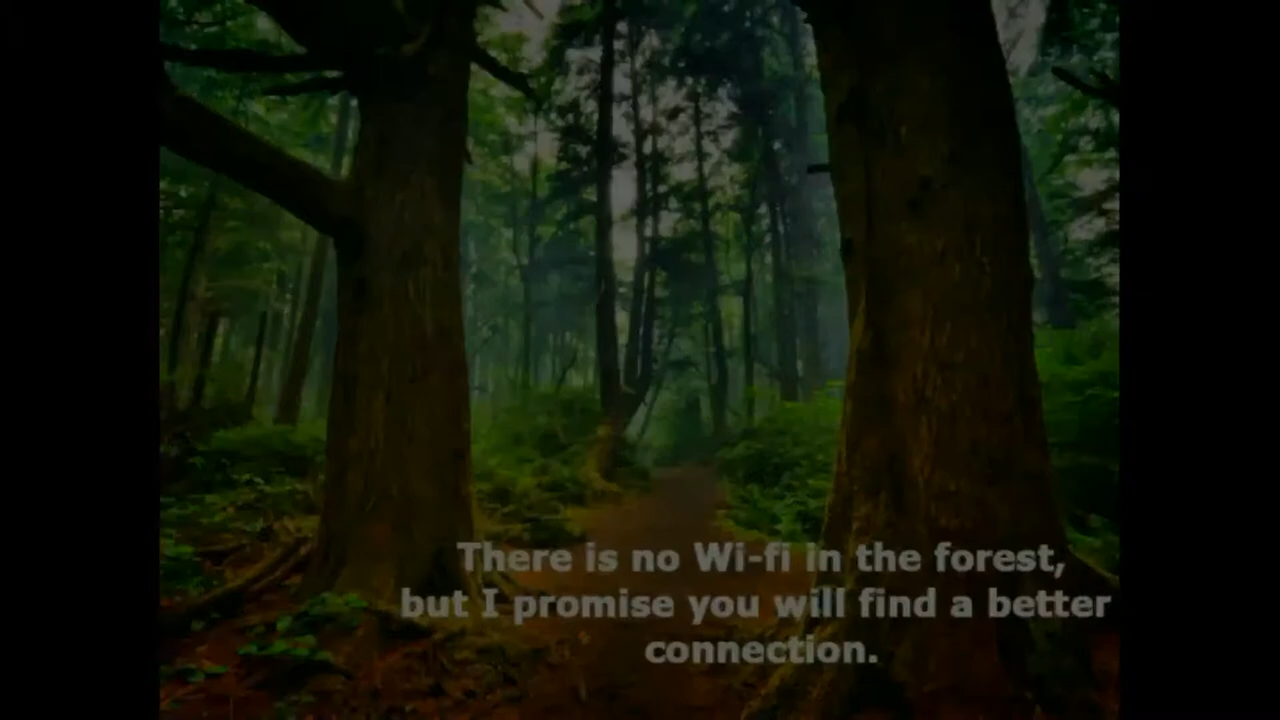 There is no Wi-fi in the forest,
but I promise you will find a better
connection.